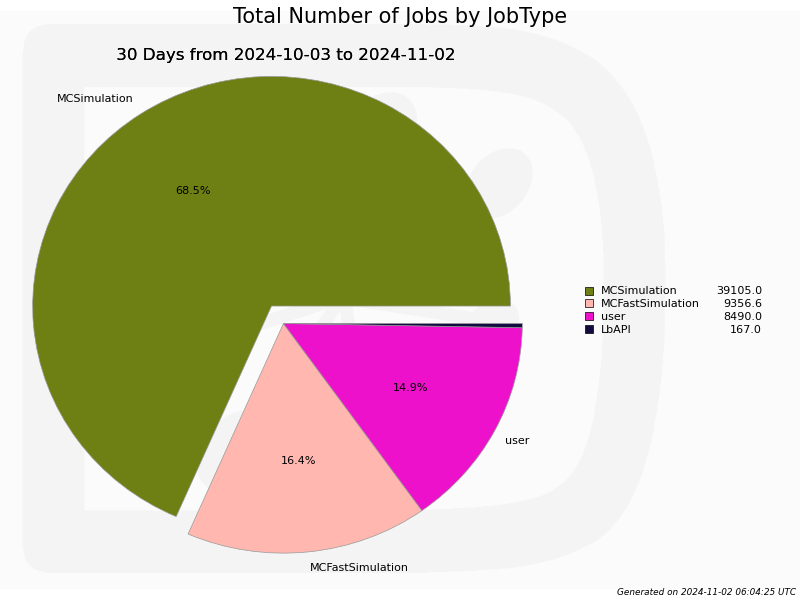 Total Number of Jobs by JobType
30 Days from 2024-10-03 to 2024-11-02
MCSimulation
68.5%
MCSimulation 39105.0
MCFastSimulation 9356.6
user 8490.0
LbAPI 167.0
14.9%
user
16.4%
MCFastSimulation
Generated on 2024-11-02 06:04:25 UTC